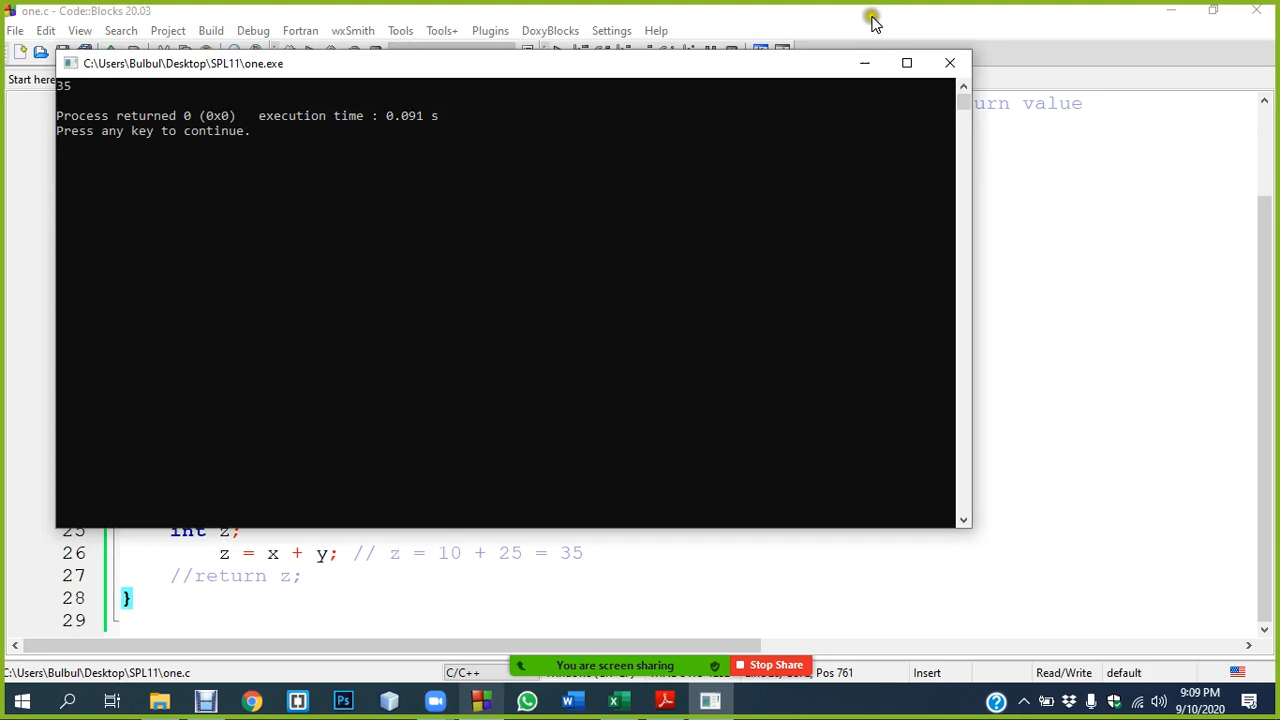 one.c - Code::Blocks 20.03
File Edit View Search Project Build Debug Fortran wxSmith Tools Tools+ Plugins DoxyBlocks Settings Help
C:\Users\Bulbul\Desktop\SPL11\one.exe
Start here
35
urn value
Process returned 0 (0x0)   execution time : 0.091 s
Press any key to continue.
25 int z;
26 z = x + y; // z = 10 + 25 = 35
27 //return z;
28 }
29
C:\Users\Bulbul\Desktop\SPL11\one.c C/C++ Insert Read/Write default
You are screen sharing Stop Share
Pos 761
9:09 PM
9/10/2020